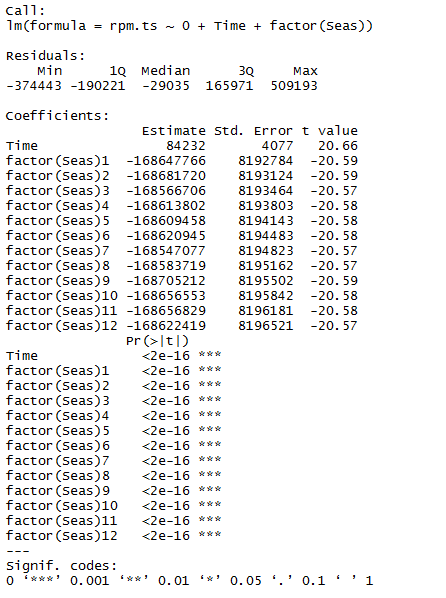 Call:
lm(formula = rpm.ts ~ 0 + Time + factor(Seas))
Residuals:
Min 1Q Median 3Q Max
-374443 -190221 -29035 165971 509193
Coefficients:
Estimate Std. Error t value
Time 84232 4077 20.66
factor(Seas)1 -168647766 8192784 -20.59
factor(Seas)2 -168681720 8193124 -20.59
factor(Seas)3 -168566706 8193464 -20.57
factor(Seas)4 -168613802 8193803 -20.58
factor(Seas)5 -168609458 8194143 -20.58
factor(Seas)6 -168620945 8194483 -20.58
factor(Seas)7 -168547077 8194823 -20.57
factor(Seas)8 -168583719 8195162 -20.57
factor(Seas)9 -168705212 8195502 -20.59
factor(Seas)10 -168656553 8195842 -20.58
factor(Seas)11 -168656829 8196181 -20.58
factor(Seas)12 -168622419 8196521 -20.57
Pr(>|t|)
Time <2e-16 ***
factor(Seas)1 <2e-16 ***
factor(Seas)2 <2e-16 ***
factor(Seas)3 <2e-16 ***
factor(Seas)4 <2e-16 ***
factor(Seas)5 <2e-16 ***
factor(Seas)6 <2e-16 ***
factor(Seas)7 <2e-16 ***
factor(Seas)8 <2e-16 ***
factor(Seas)9 <2e-16 ***
factor(Seas)10 <2e-16 ***
factor(Seas)11 <2e-16 ***
factor(Seas)12 <2e-16 ***
---
Signif. codes:
0 ‘***’ 0.001 ‘**’ 0.01 ‘*’ 0.05 ‘.’ 0.1 ‘ ’ 1